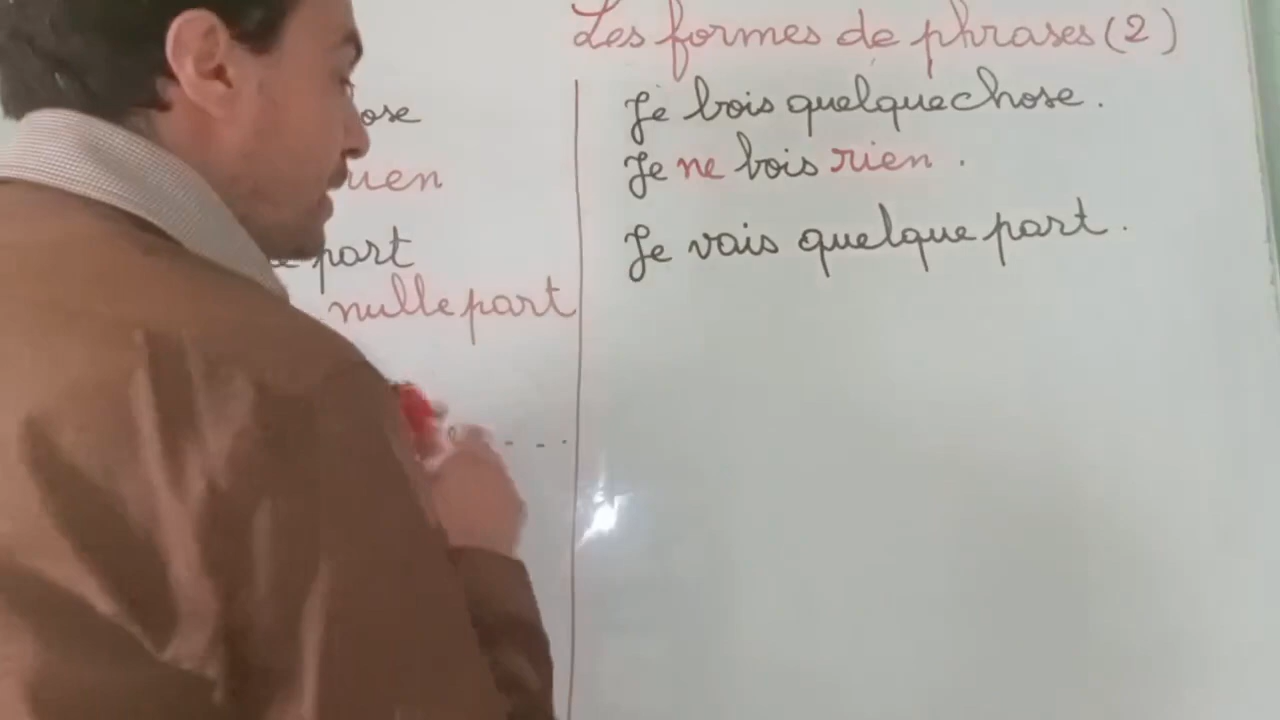 Les formes de phrases (2)
ose
part
nulle part
Je bois quelque chose.
Je ne bois rien.
Je vais quelque part.